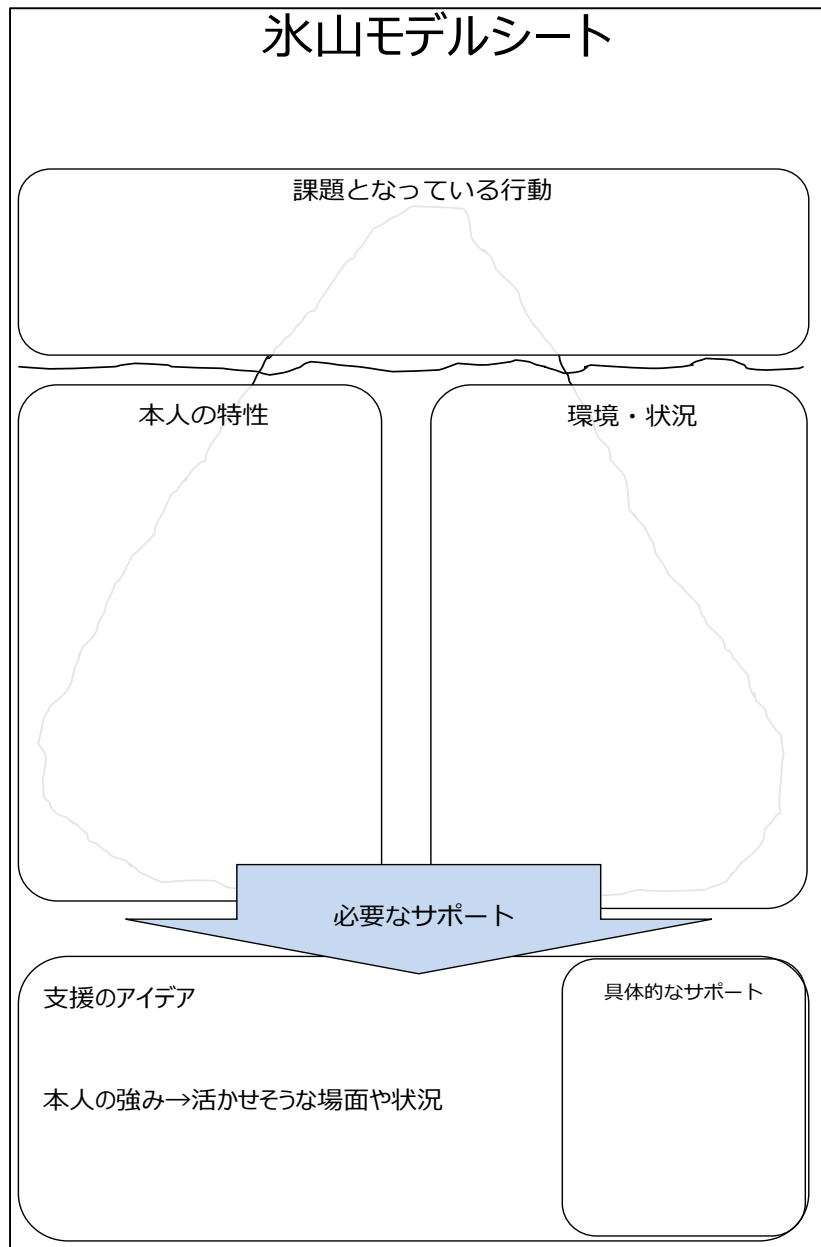 氷山モデルシート
課題となっている行動
本人の特性
環境・状況
必要なサポート
支援のアイデア
具体的なサポート
本人の強み→活かせそうな場面や状況